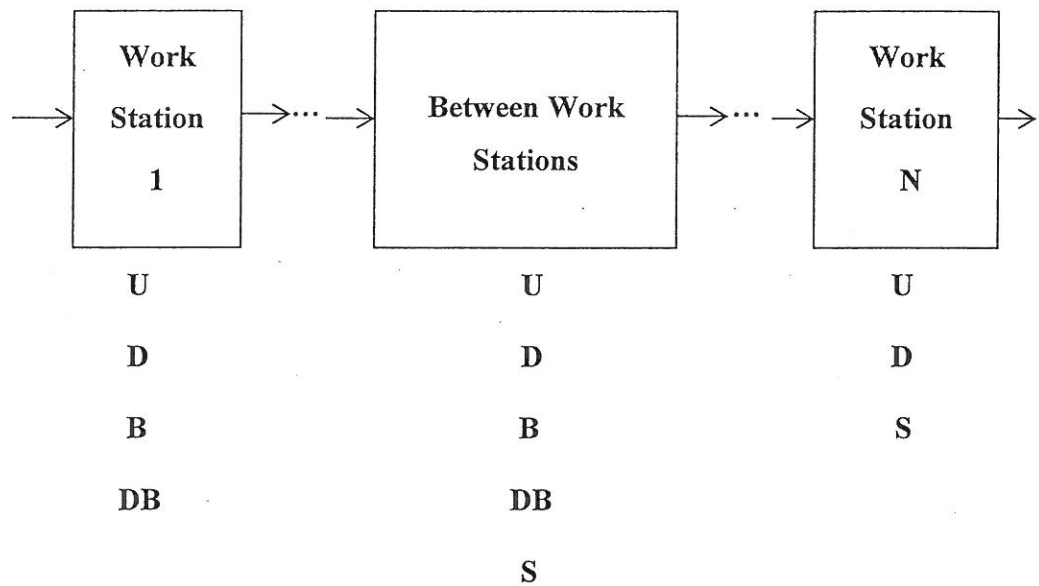 Work
Station
1
...
Between Work
Stations
...
Work
Station
N
U
D
B
DB
U
D
B
DB
S
U
D
S